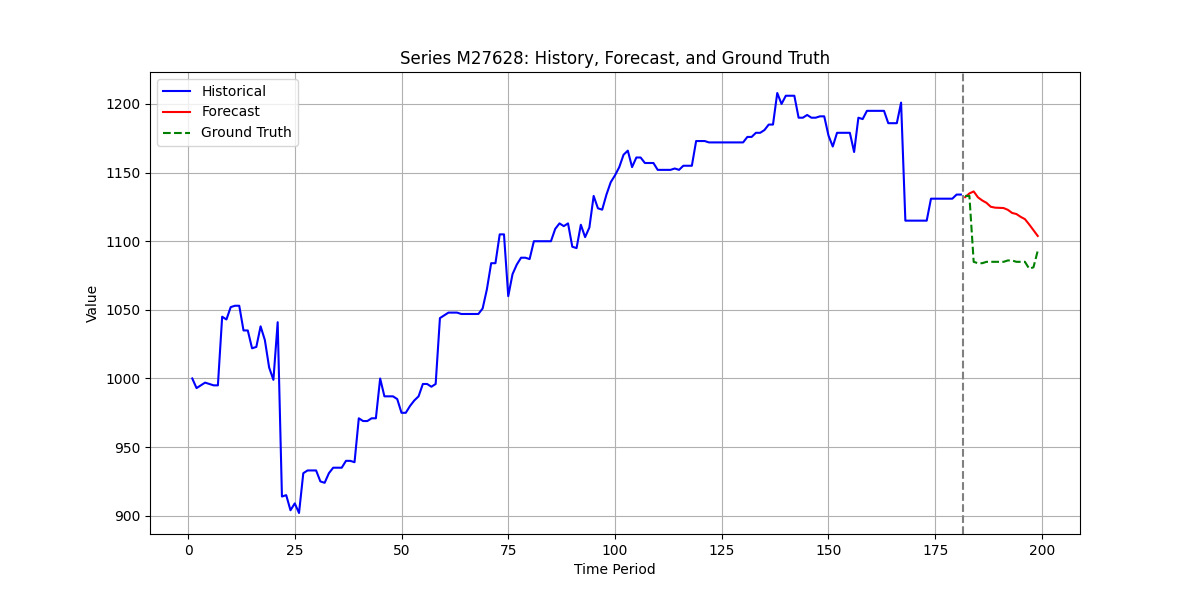 Series M27628: History, Forecast, and Ground Truth
Historical
Forecast
Ground Truth
1200
1150
1100
1050
1000
950
900
Value
0 25 50 75 100 125 150 175 200
Time Period